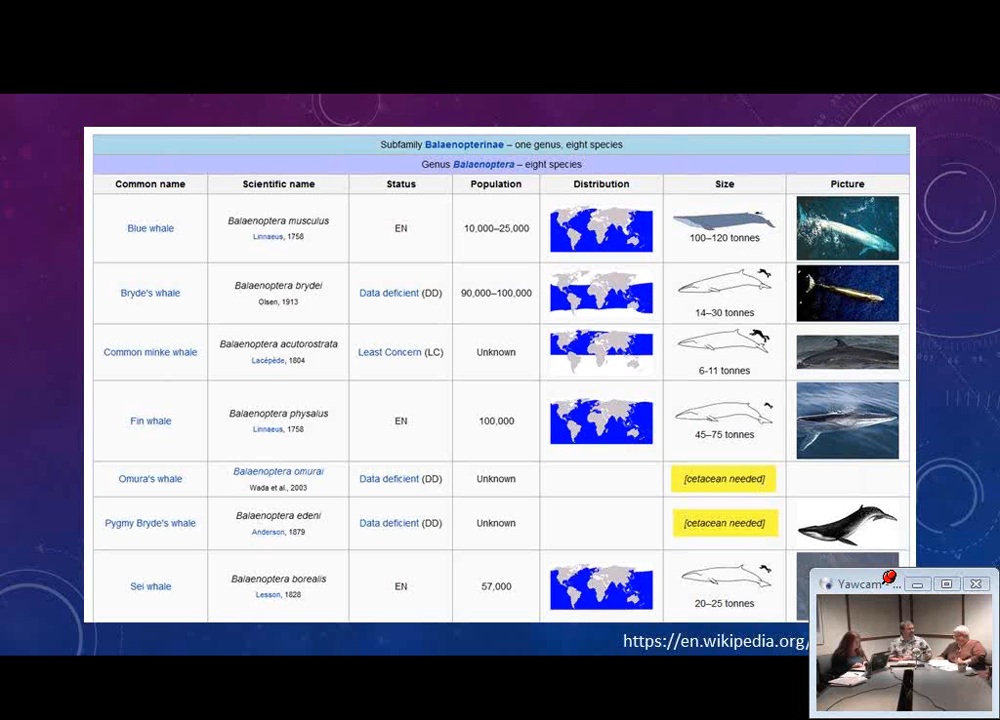 Subfamily Balaenopterinae – one genus, eight species
Genus Balaenoptera – eight species
Common name Scientific name Status Population Distribution Size Picture
Blue whale Balaenoptera musculus EN 10,000–25,000 100–120 tonnes
Linnaeus, 1758
Bryde's whale Balaenoptera brydei Data deficient (DD) 90,000–100,000 14–30 tonnes
Olsen, 1913
Common minke whale Balaenoptera acutorostrata Least Concern (LC) Unknown 6-11 tonnes
Lacépède, 1804
Fin whale Balaenoptera physalus EN 100,000 45–75 tonnes
Linnaeus, 1758
Omura's whale Balaenoptera omurai Data deficient (DD) Unknown [cetacean needed]
Wada et al., 2003
Pygmy Bryde's whale Balaenoptera edeni Data deficient (DD) Unknown [cetacean needed]
Anderson, 1879
Sei whale Balaenoptera borealis EN 57,000 20–25 tonnes
Lesson, 1828
https://en.wikipedia.org/
Yawcam - ...